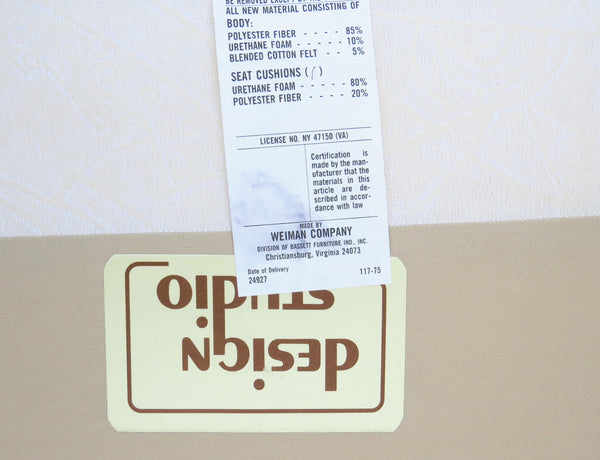 ALL NEW MATERIAL CONSISTING OF
BODY:
POLYESTER FIBER - - - - - 85%
URETHANE FOAM - - - - - 10%
BLENDED COTTON FELT - - 5%
SEAT CUSHIONS (1)
URETHANE FOAM - - - - - 80%
POLYESTER FIBER - - - - 20%
LICENSE NO. NY 47150 (VA)
Certification is
made by the man-
ufacturer that the
materials in this
article are de-
scribed in accor-
dance with law
MADE BY
WEIMAN COMPANY
DIVISION OF BASSETT FURNITURE IND., INC.
Christiansburg, Virginia 24073
Date of Delivery
24927 117-75
design
studio